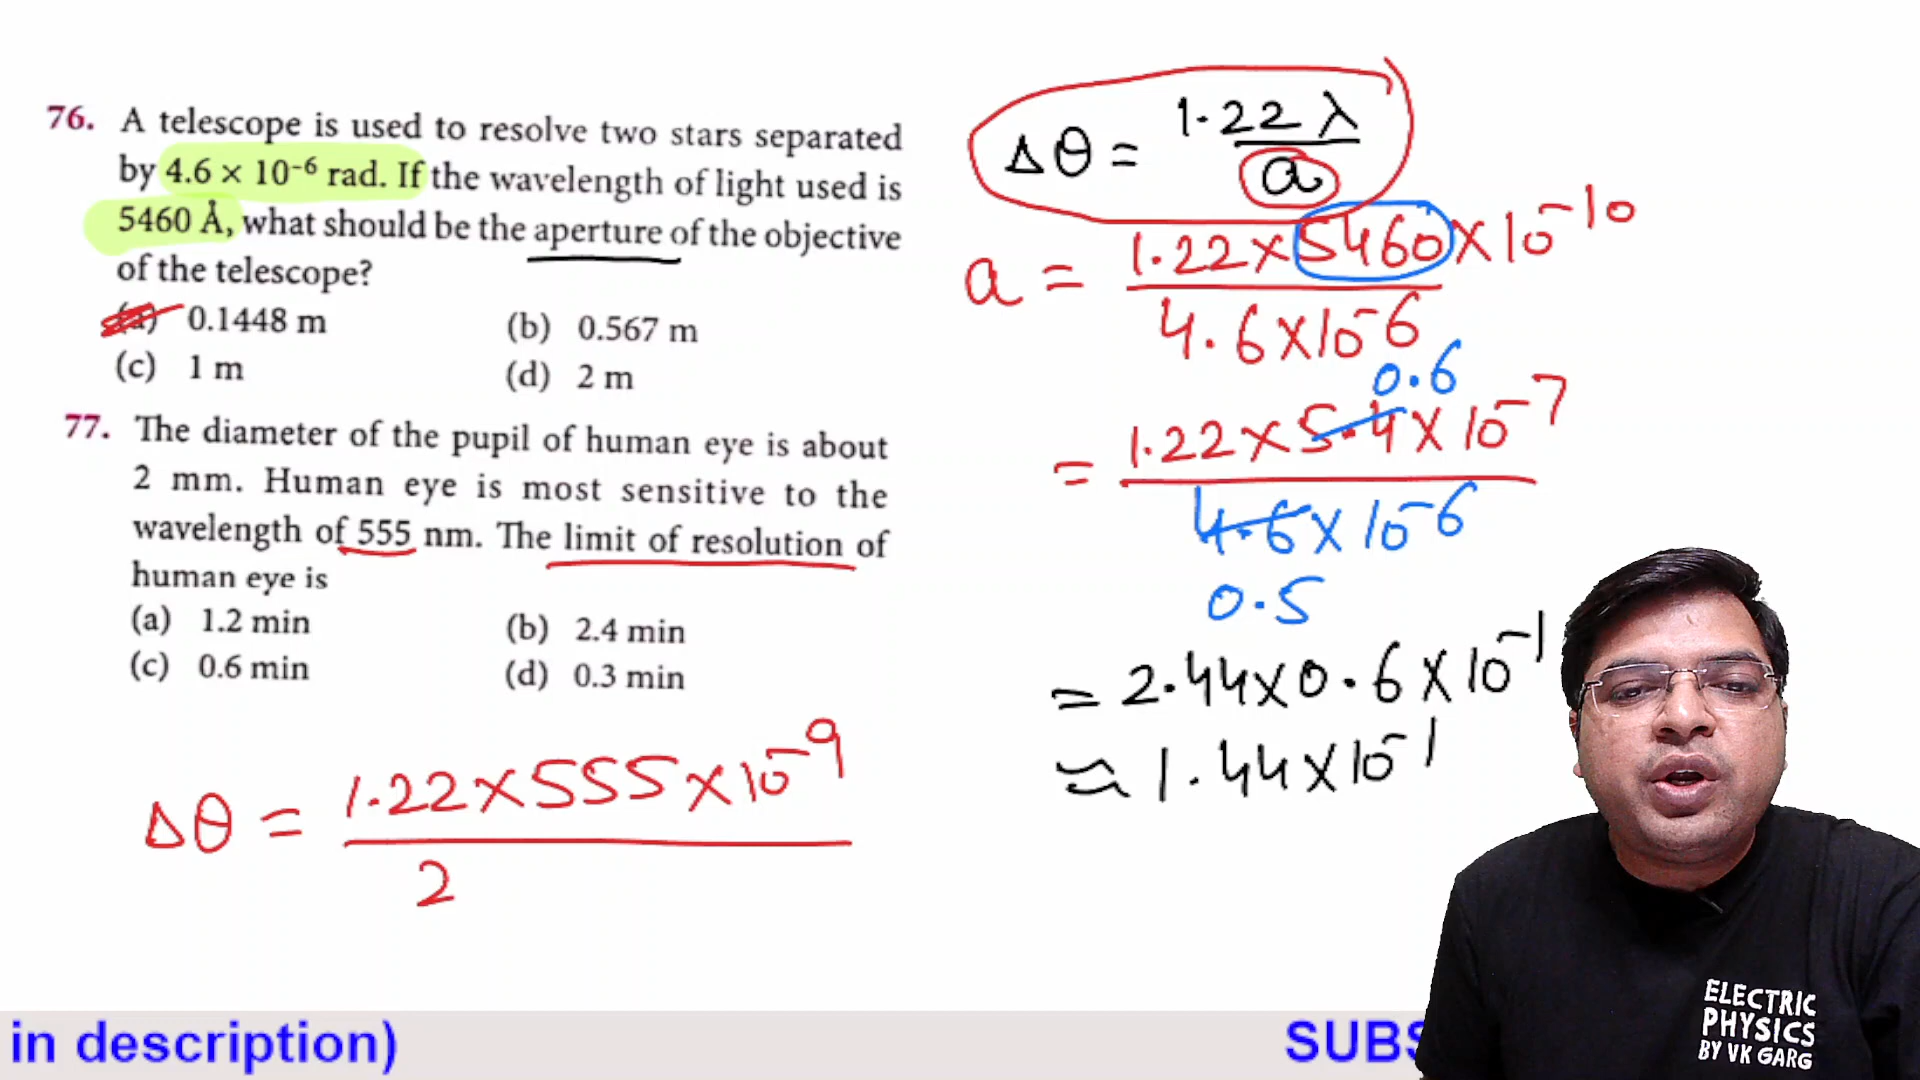 76. A telescope is used to resolve two stars separated
by 4.6 × 10⁻⁶ rad. If the wavelength of light used is
5460 Å, what should be the aperture of the objective
of the telescope?
(a) 0.1448 m (b) 0.567 m
(c) 1 m (d) 2 m
77. The diameter of the pupil of human eye is about
2 mm. Human eye is most sensitive to the
wavelength of 555 nm. The limit of resolution of
human eye is
(a) 1.2 min (b) 2.4 min
(c) 0.6 min (d) 0.3 min
Δθ = 1.22×555×10⁻⁹
2
Δθ = 1.22 λ
a
a = 1.22×5460×10⁻¹⁰
4.6×10⁻⁶
0.6
= 1.22×5.4×10⁻⁷
4.6×10⁻⁶
0.5
= 2.44×0.6×10⁻¹
≈ 1.44×10⁻¹
ELECTRIC
PHYSICS
BY VK GARG
in description) SUBS